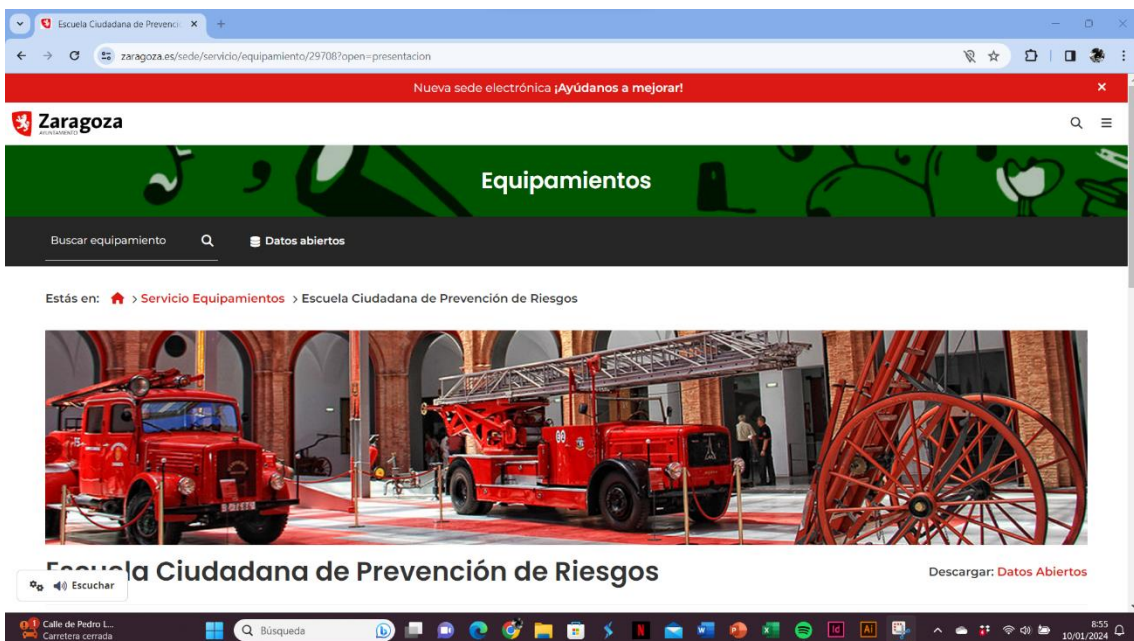 Escuela Ciudadana de Prevenci
zaragoza.es/sede/servicio/equipamiento/29708?open=presentacion
Nueva sede electrónica ¡Ayúdanos a mejorar!
Zaragoza
AYUNTAMIENTO
Equipamientos
Buscar equipamiento
Datos abiertos
Estás en: > Servicio Equipamientos > Escuela Ciudadana de Prevención de Riesgos
Escuela Ciudadana de Prevención de Riesgos
Descargar: Datos Abiertos
Escuchar
Calle de Pedro L...
Carretera cerrada
Búsqueda
8:55
10/01/2024